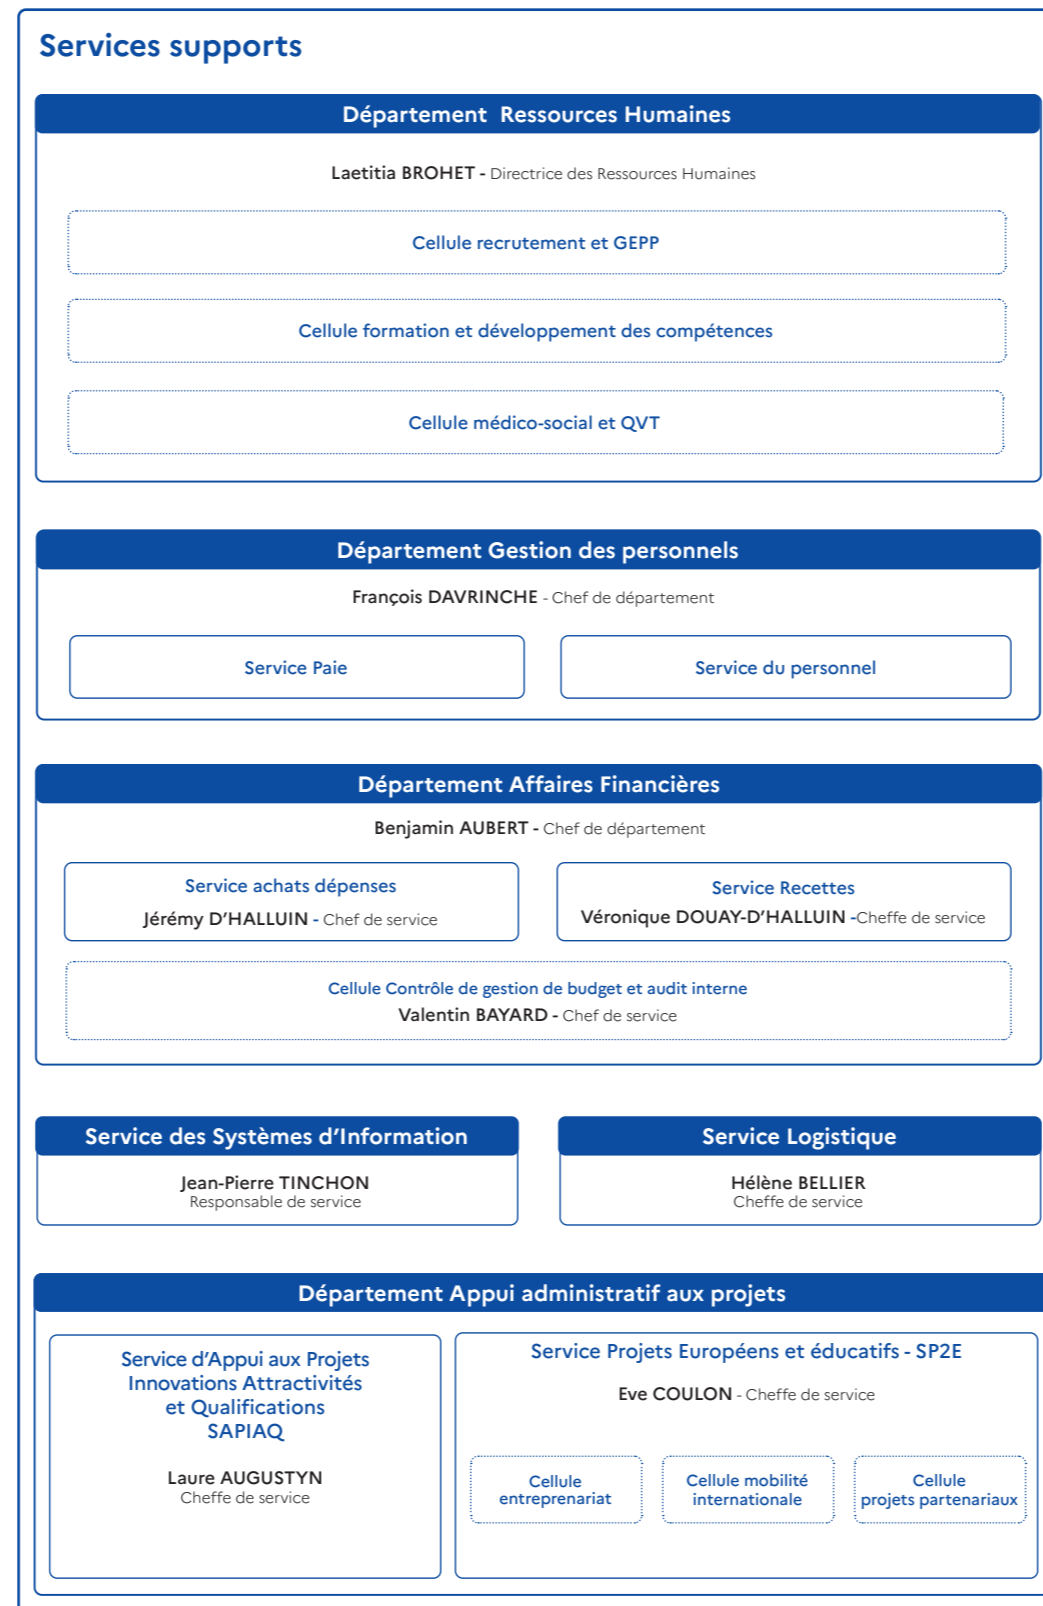 Services supports
Département Ressources Humaines
Laetitia BROHET - Directrice des Ressources Humaines
Cellule recrutement et GEPP
Cellule formation et développement des compétences
Cellule médico-social et QVT
Département Gestion des personnels
François DAVRINCHE - Chef de département
Service Paie
Service du personnel
Département Affaires Financières
Benjamin AUBERT - Chef de département
Service achats dépenses
Jérémy D'HALLUIN - Chef de service
Service Recettes
Véronique DOUAY-D'HALLUIN -Cheffe de service
Cellule Contrôle de gestion de budget et audit interne
Valentin BAYARD - Chef de service
Service des Systèmes d'Information
Jean-Pierre TINCHON
Responsable de service
Service Logistique
Hélène BELLIER
Cheffe de service
Département Appui administratif aux projets
Service d'Appui aux Projets
Innovations Attractivités
et Qualifications
SAPIAQ
Laure AUGUSTYN
Cheffe de service
Service Projets Européens et éducatifs - SP2E
Eve COULON - Cheffe de service
Cellule
entreprenariat
Cellule mobilité
internationale
Cellule
projets partenariaux